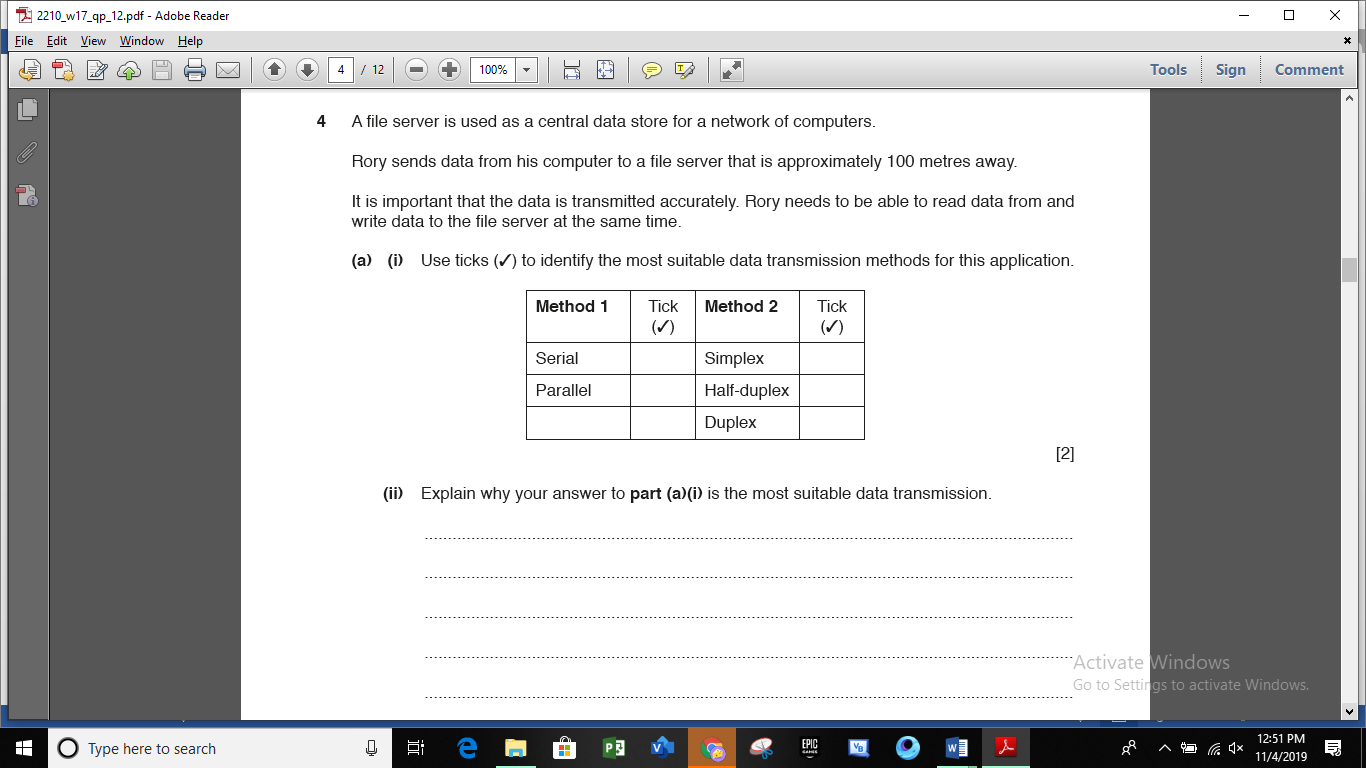 2210_w17_qp_12.pdf - Adobe Reader
File Edit View Window Help
4 / 12 100% Tools Sign Comment
4 A file server is used as a central data store for a network of computers.
Rory sends data from his computer to a file server that is approximately 100 metres away.
It is important that the data is transmitted accurately. Rory needs to be able to read data from and
write data to the file server at the same time.
(a) (i) Use ticks (✓) to identify the most suitable data transmission methods for this application.
Method 1 Tick (✓) Method 2 Tick (✓)
Serial Simplex
Parallel Half-duplex
Duplex
[2]
(ii) Explain why your answer to part (a)(i) is the most suitable data transmission.
Activate Windows
Go to Settings to activate Windows.
Type here to search
12:51 PM
11/4/2019